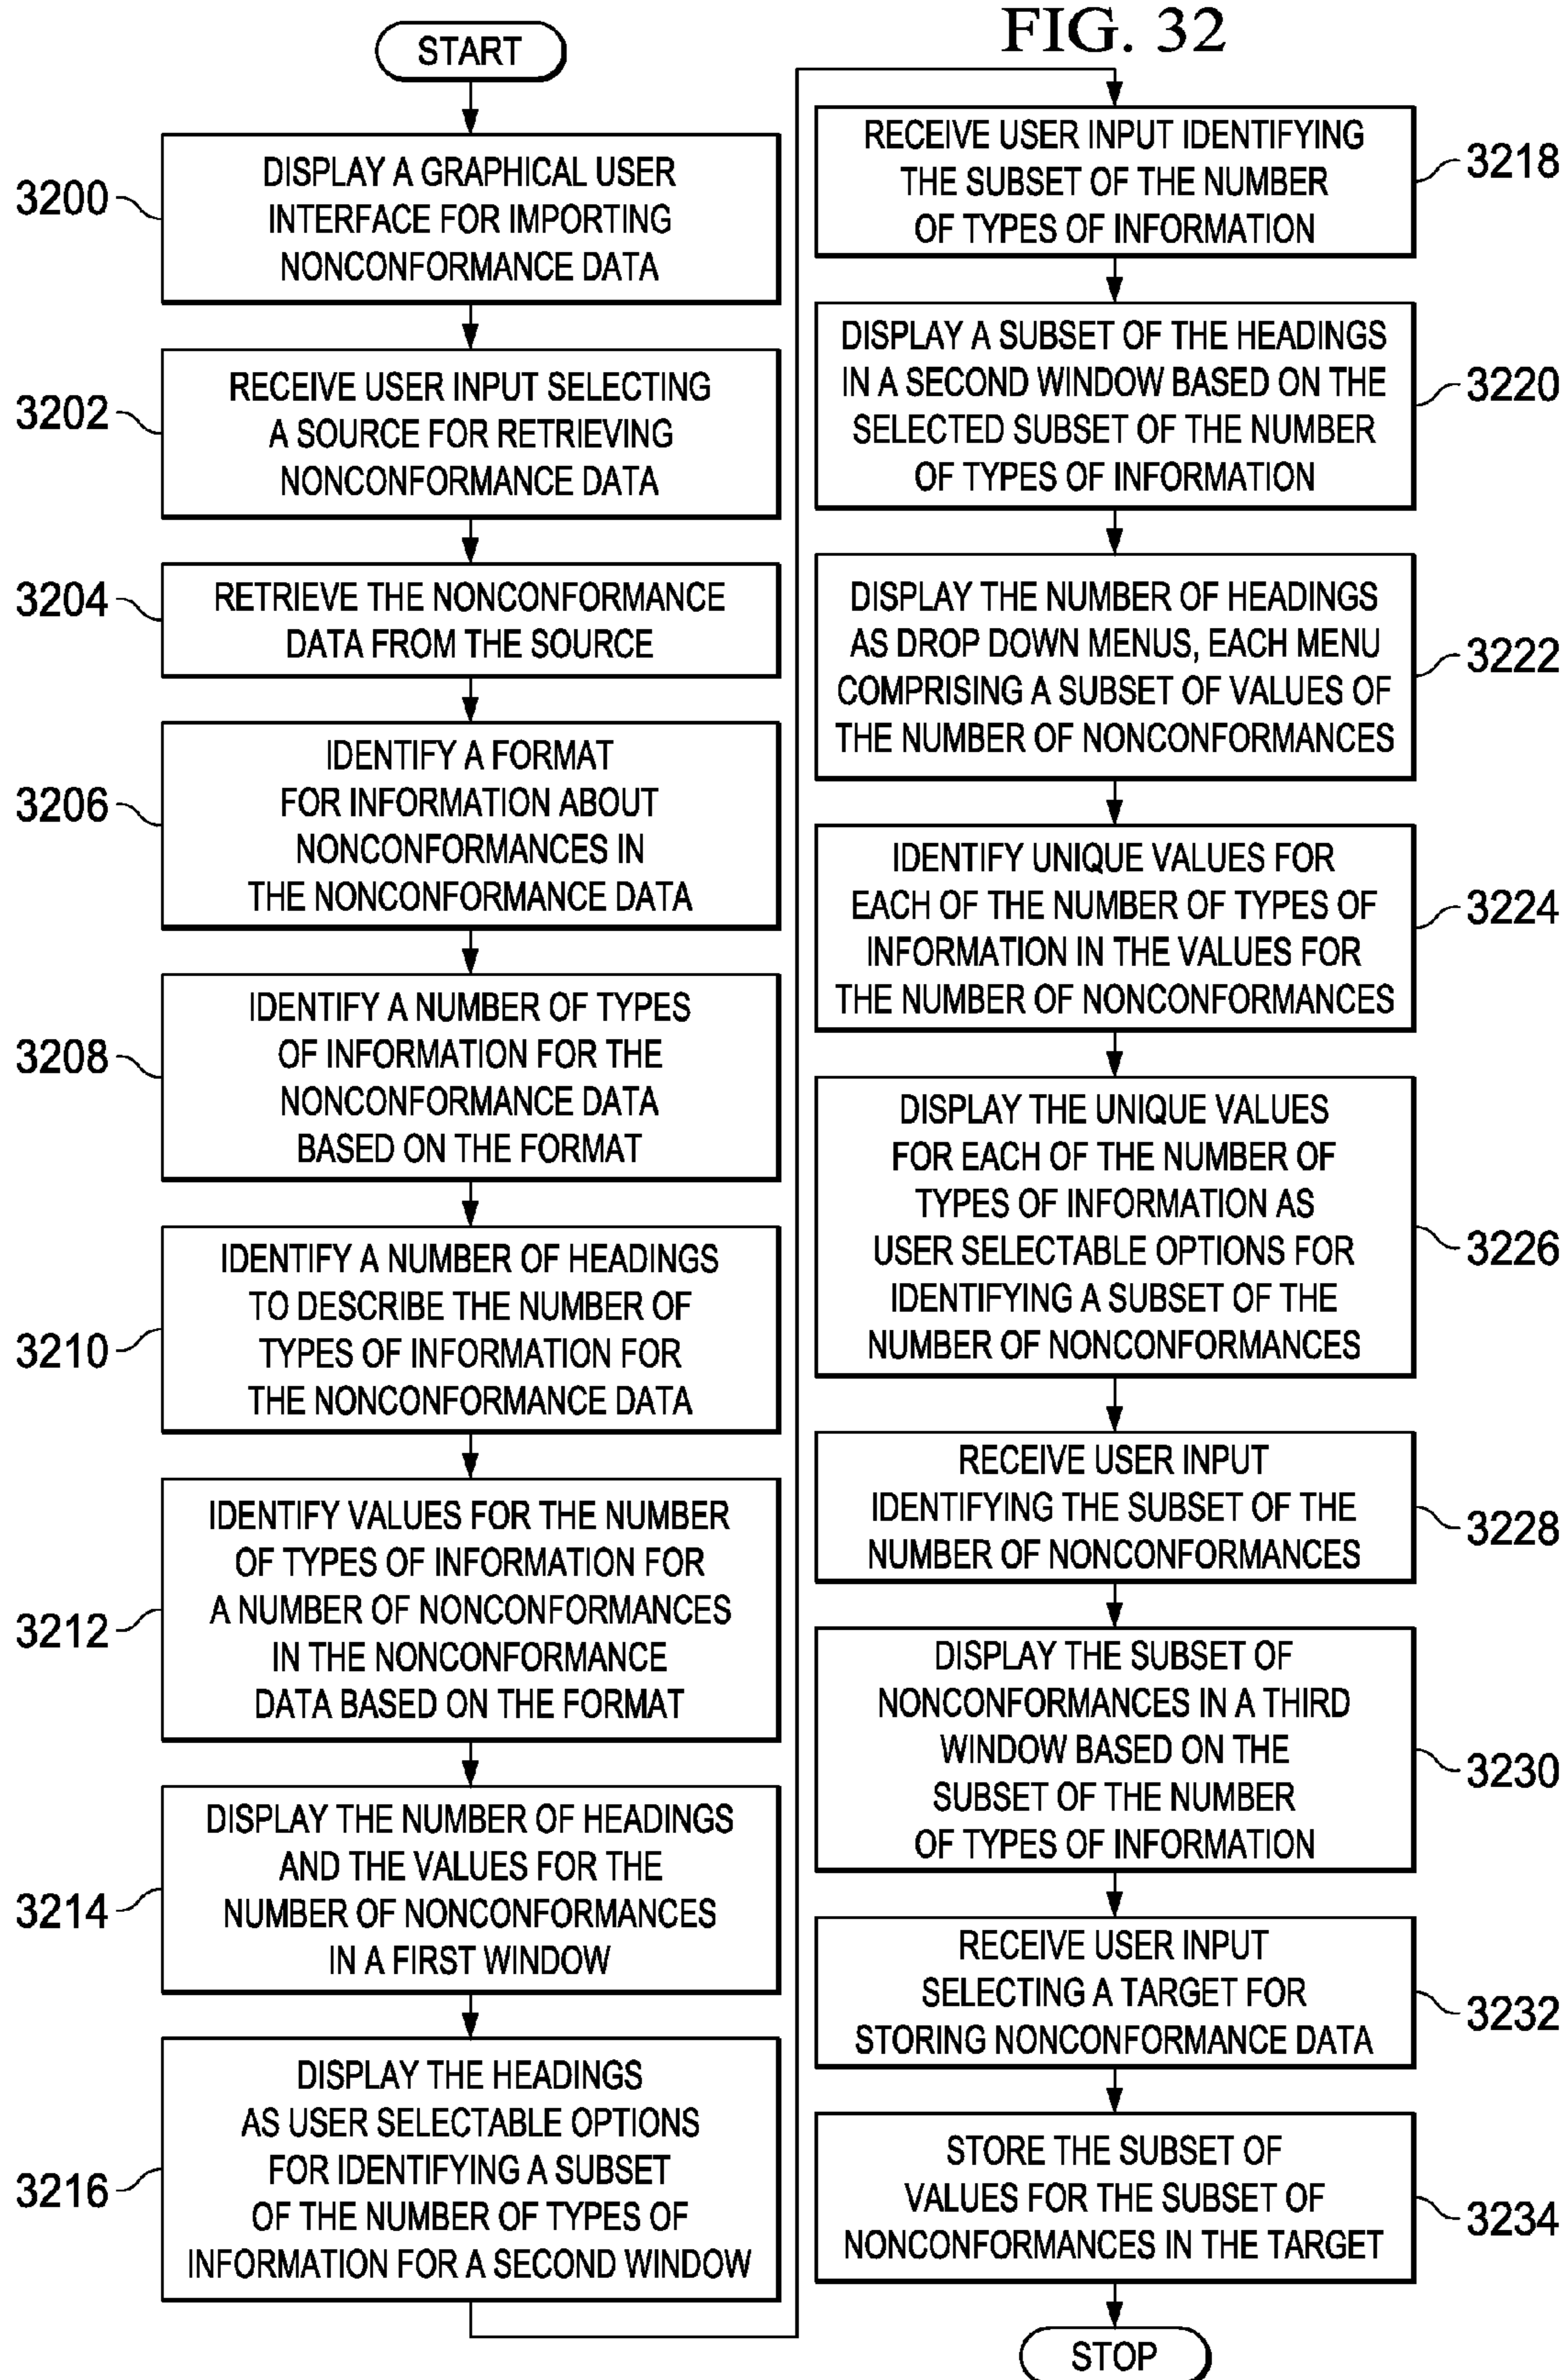 FIG. 32
START
3200
DISPLAY A GRAPHICAL USER
INTERFACE FOR IMPORTING
NONCONFORMANCE DATA
3202
RECEIVE USER INPUT SELECTING
A SOURCE FOR RETRIEVING
NONCONFORMANCE DATA
3204
RETRIEVE THE NONCONFORMANCE
DATA FROM THE SOURCE
3206
IDENTIFY A FORMAT
FOR INFORMATION ABOUT
NONCONFORMANCES IN
THE NONCONFORMANCE DATA
3208
IDENTIFY A NUMBER OF TYPES
OF INFORMATION FOR THE
NONCONFORMANCE DATA
BASED ON THE FORMAT
3210
IDENTIFY A NUMBER OF HEADINGS
TO DESCRIBE THE NUMBER OF
TYPES OF INFORMATION FOR
THE NONCONFORMANCE DATA
3212
IDENTIFY VALUES FOR THE NUMBER
OF TYPES OF INFORMATION FOR
A NUMBER OF NONCONFORMANCES
IN THE NONCONFORMANCE
DATA BASED ON THE FORMAT
3214
DISPLAY THE NUMBER OF HEADINGS
AND THE VALUES FOR THE
NUMBER OF NONCONFORMANCES
IN A FIRST WINDOW
3216
DISPLAY THE HEADINGS
AS USER SELECTABLE OPTIONS
FOR IDENTIFYING A SUBSET
OF THE NUMBER OF TYPES OF
INFORMATION FOR A SECOND WINDOW
RECEIVE USER INPUT IDENTIFYING
THE SUBSET OF THE NUMBER
OF TYPES OF INFORMATION
3218
DISPLAY A SUBSET OF THE HEADINGS
IN A SECOND WINDOW BASED ON THE
SELECTED SUBSET OF THE NUMBER
OF TYPES OF INFORMATION
3220
DISPLAY THE NUMBER OF HEADINGS
AS DROP DOWN MENUS, EACH MENU
COMPRISING A SUBSET OF VALUES OF
THE NUMBER OF NONCONFORMANCES
3222
IDENTIFY UNIQUE VALUES FOR
EACH OF THE NUMBER OF TYPES OF
INFORMATION IN THE VALUES FOR
THE NUMBER OF NONCONFORMANCES
3224
DISPLAY THE UNIQUE VALUES
FOR EACH OF THE NUMBER OF
TYPES OF INFORMATION AS
USER SELECTABLE OPTIONS FOR
IDENTIFYING A SUBSET OF THE
NUMBER OF NONCONFORMANCES
3226
RECEIVE USER INPUT
IDENTIFYING THE SUBSET OF THE
NUMBER OF NONCONFORMANCES
3228
DISPLAY THE SUBSET OF
NONCONFORMANCES IN A THIRD
WINDOW BASED ON THE
SUBSET OF THE NUMBER
OF TYPES OF INFORMATION
3230
RECEIVE USER INPUT
SELECTING A TARGET FOR
STORING NONCONFORMANCE DATA
3232
STORE THE SUBSET OF
VALUES FOR THE SUBSET OF
NONCONFORMANCES IN THE TARGET
3234
STOP